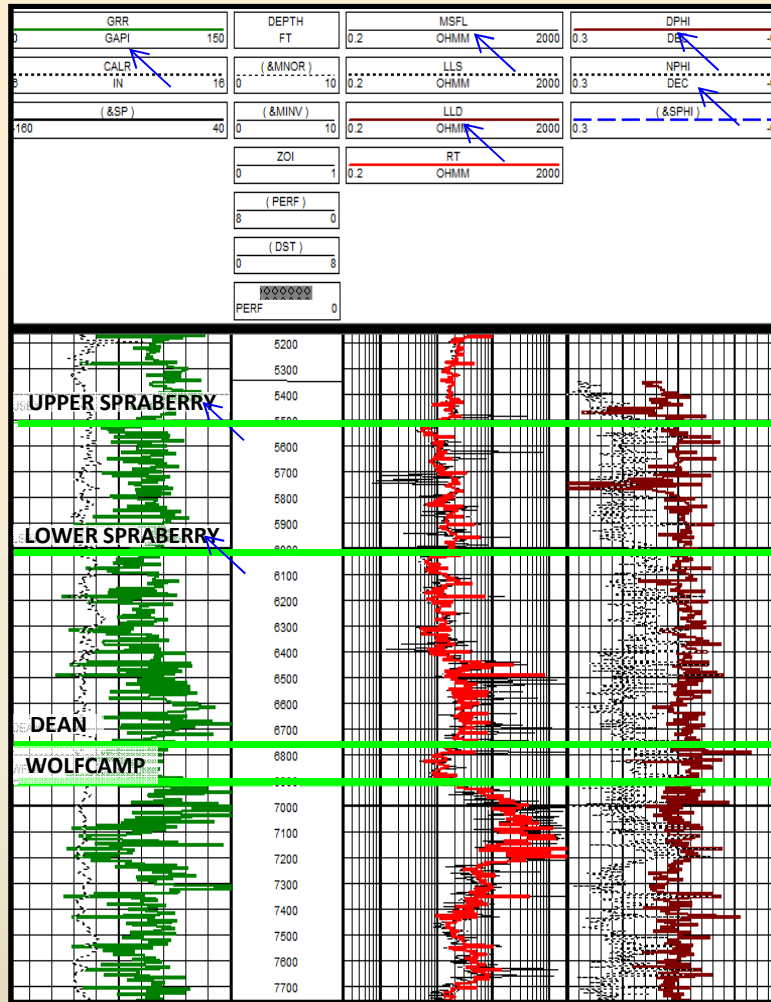 GRR
0 GAPI 150
CALR
6 IN 16
(&SP)
-160 40
DEPTH
FT
(&MNOR)
0 10
(&MINV)
0 10
ZOI
0 1
(PERF)
8 0
(DST)
0 8
PERF 0
MSFL
0.2 OHMM 2000
LLS
0.2 OHMM 2000
LLD
0.2 OHMM 2000
RT
0.2 OHMM 2000
DPHI
0.3
NPHI
0.3 DEC
(&SPHI)
0.3
5200
5300
5400
UPPER SPRABERRY
5600
5700
5800
5900
LOWER SPRABERRY
6100
6200
6300
6400
6500
6600
6700
DEAN
6800
WOLFCAMP
7000
7100
7200
7300
7400
7500
7600
7700